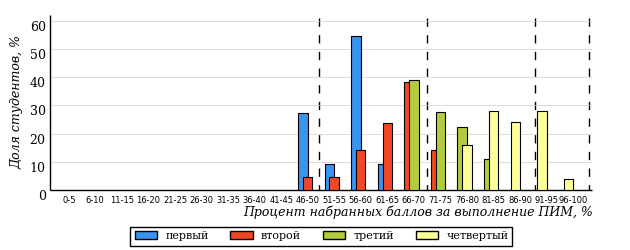 Доля студентов, %
60
50
40
30
20
10
0
0-5 6-10 11-15 16-20 21-25 26-30 31-35 36-40 41-45 46-50 51-55 56-60 61-65 66-70 71-75 76-80 81-85 86-90 91-95 96-100
Процент набранных баллов за выполнение ПИМ, %
первый второй третий четвертый